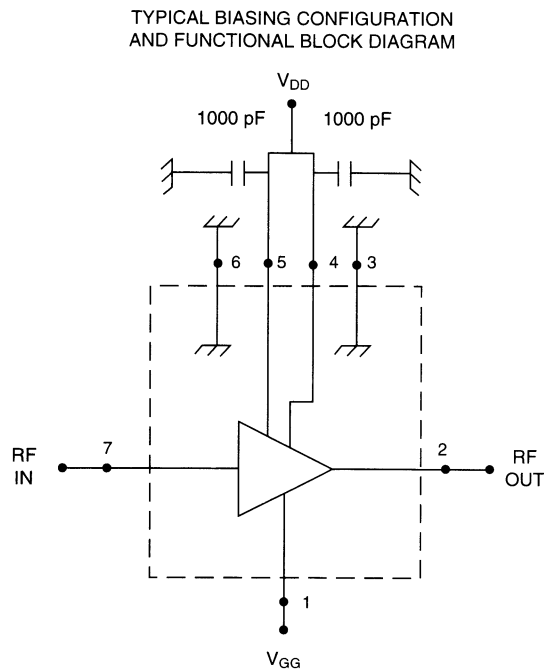 TYPICAL BIASING CONFIGURATION
AND FUNCTIONAL BLOCK DIAGRAM
VDD
1000 pF 1000 pF
6 5 4 3
7
2
RF
IN
RF
OUT
1
VGG